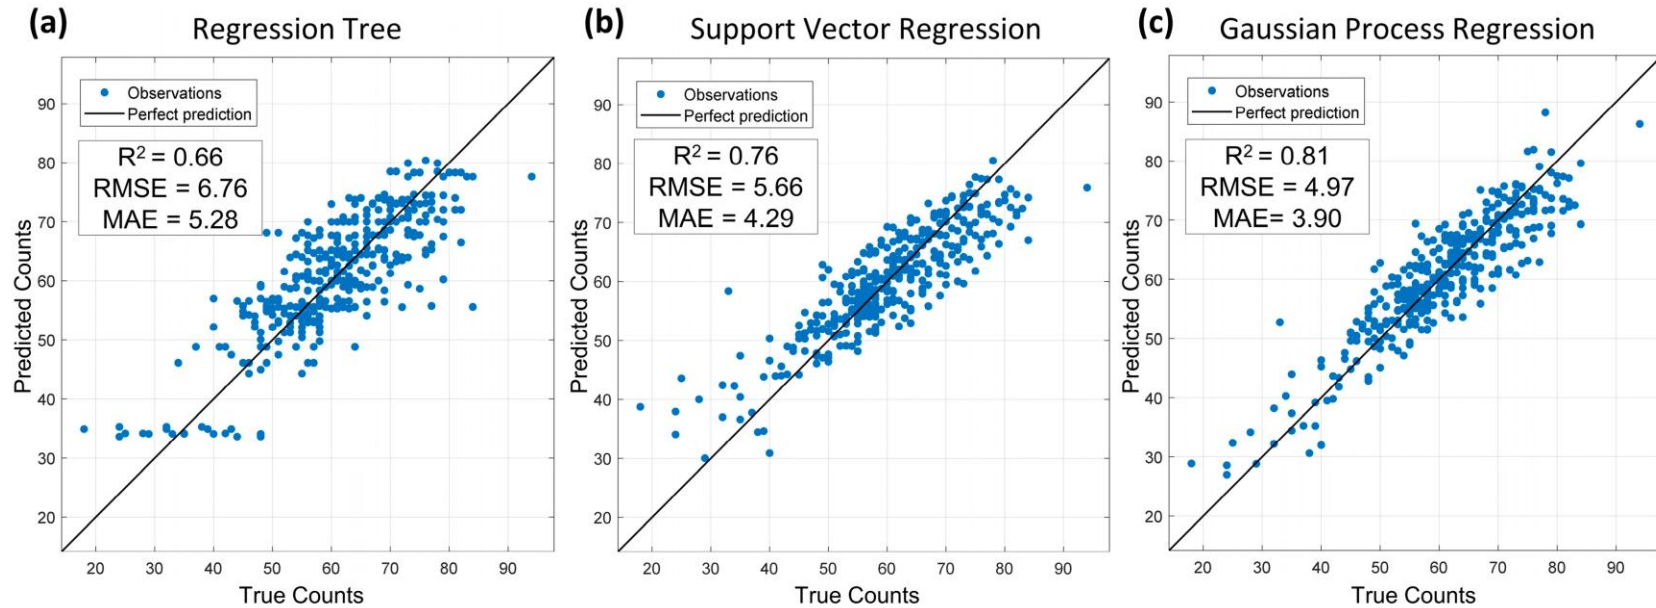 (a) Regression Tree
Observations
Perfect prediction
R² = 0.66
RMSE = 6.76
MAE = 5.28
Predicted Counts
90
80
70
60
50
40
30
20
20 30 40 50 60 70 80 90
True Counts
(b) Support Vector Regression
Observations
Perfect prediction
R² = 0.76
RMSE = 5.66
MAE = 4.29
Predicted Counts
90
80
70
60
50
40
30
20
20 30 40 50 60 70 80 90
True Counts
(c) Gaussian Process Regression
Observations
Perfect prediction
R² = 0.81
RMSE = 4.97
MAE= 3.90
Predicted Counts
90
80
70
60
50
40
30
20
20 30 40 50 60 70 80 90
True Counts